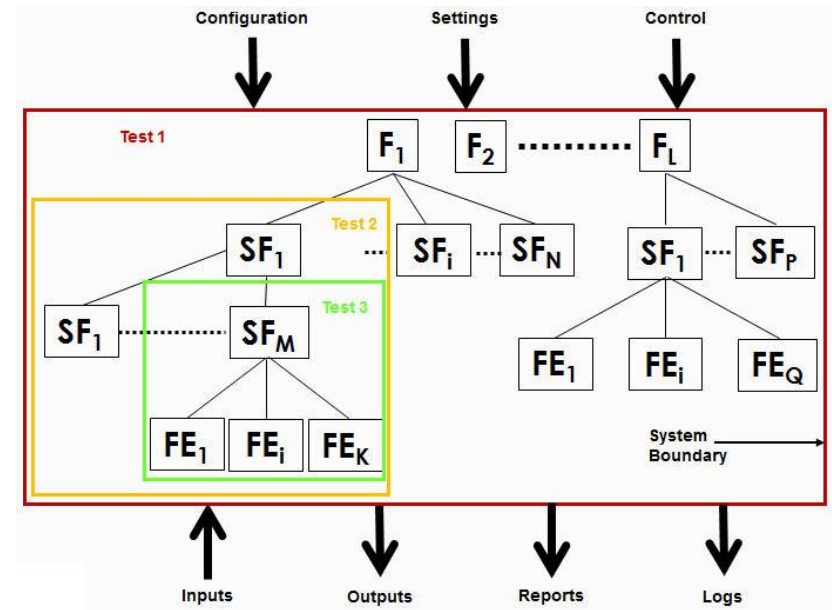 Configuration Settings Control
Test 1
F1 F2 FL
Test 2
SF1 SFi SFN SF1 SFP
Test 3
SF1 SFM
FE1 FEi FEQ
FE1 FEi FEK
System
Boundary
Inputs Outputs Reports Logs